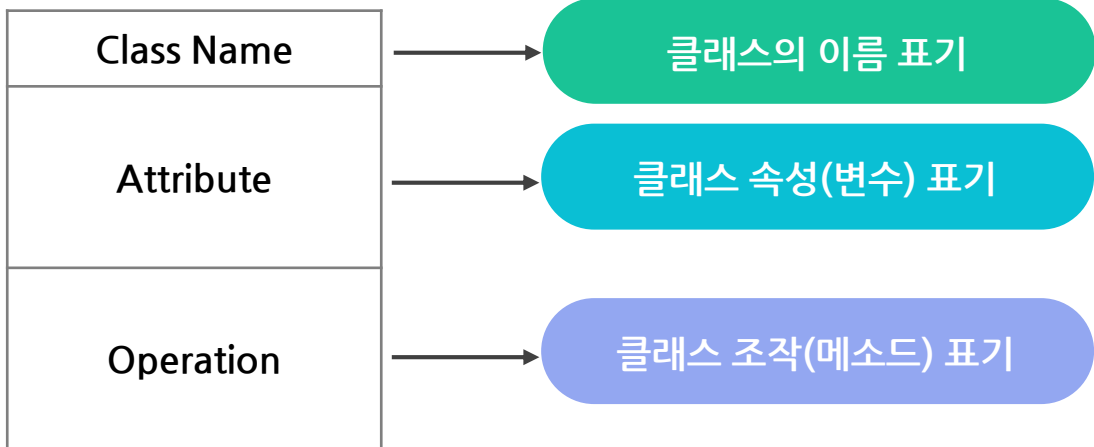 Class Name
클래스의 이름 표기
Attribute
클래스 속성(변수) 표기
Operation
클래스 조작(메소드) 표기